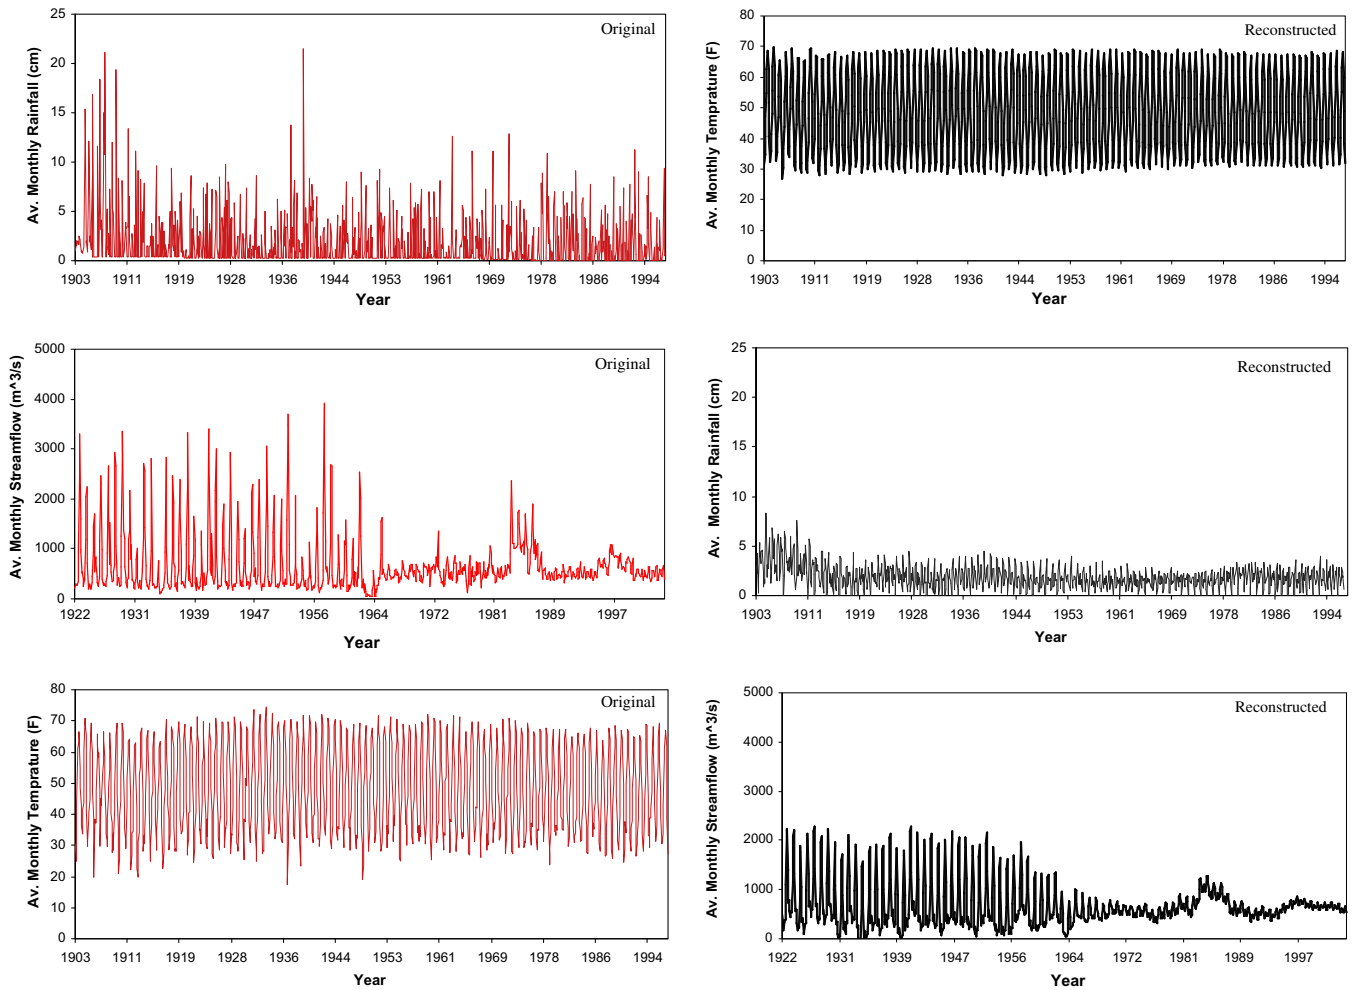 Original
Av. Monthly Rainfall (cm)
25
20
15
10
5
0
1903 1911 1919 1928 1936 1944 1953 1961 1969 1978 1986 1994
Year
Reconstructed
Av. Monthly Temprature (F)
80
70
60
50
40
30
20
10
0
1903 1911 1919 1928 1936 1944 1953 1961 1969 1978 1986 1994
Year
Original
Av. Monthly Streamflow (m^3/s)
5000
4000
3000
2000
1000
0
1922 1931 1939 1947 1956 1964 1972 1981 1989 1997
Year
Reconstructed
Av. Monthly Rainfall (cm)
25
20
15
10
5
0
1903 1911 1919 1928 1936 1944 1953 1961 1969 1978 1986 1994
Year
Original
Av. Monthly Temprature (F)
80
70
60
50
40
30
20
10
0
1903 1911 1919 1928 1936 1944 1953 1961 1969 1978 1986 1994
Year
Reconstructed
Av. Monthly Streamflow (m^3/s)
5000
4000
3000
2000
1000
0
1922 1931 1939 1947 1956 1964 1972 1981 1989 1997
Year